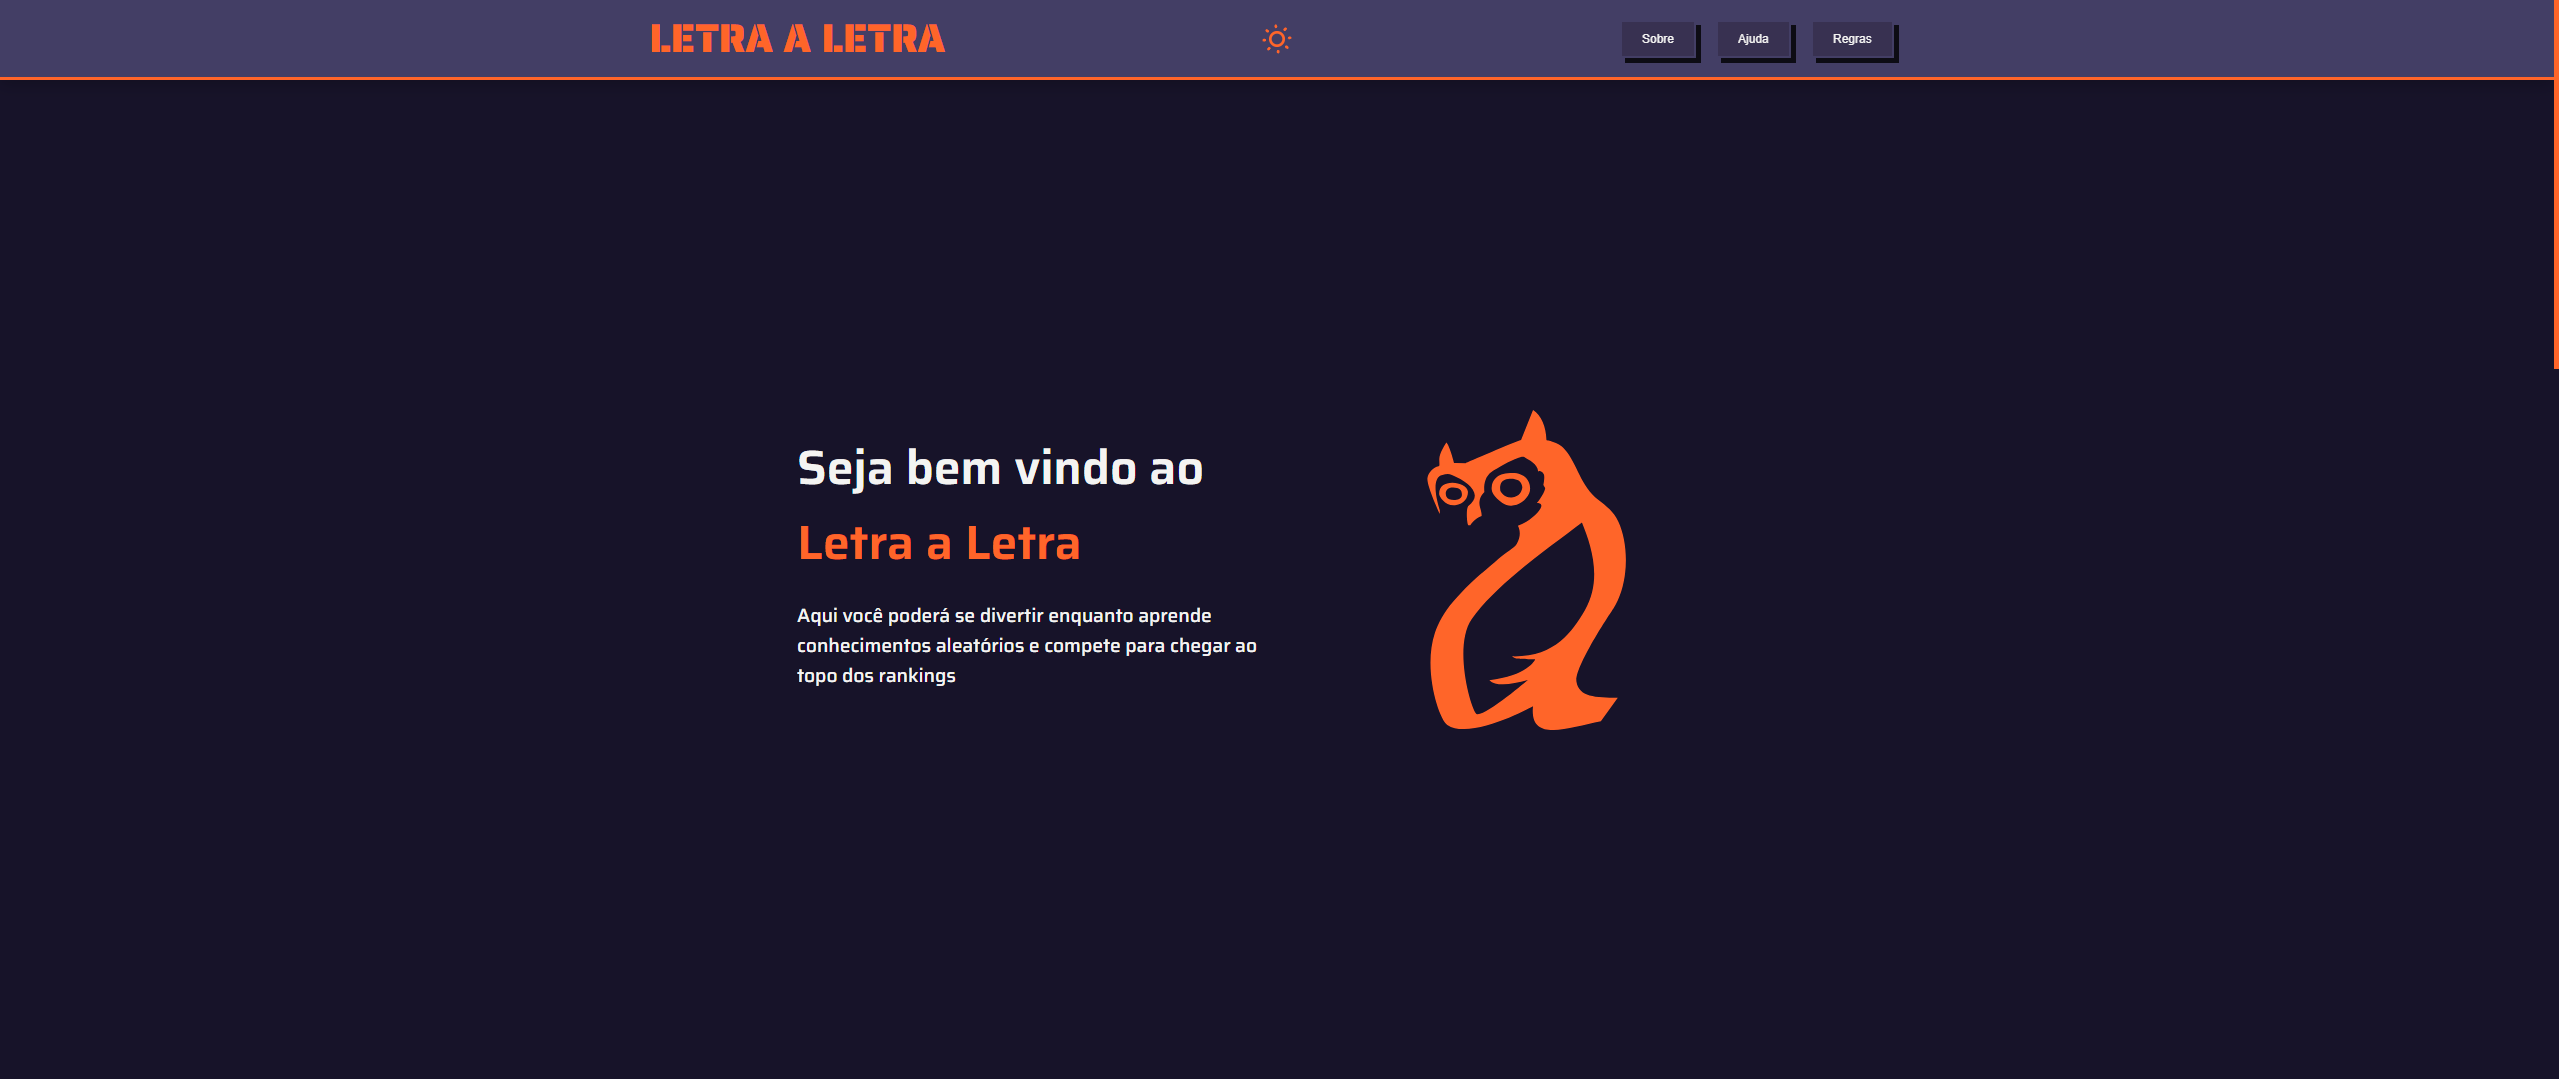 LETRA A LETRA
Sobre
Ajuda
Regras
Seja bem vindo ao
Letra a Letra
Aqui você poderá se divertir enquanto aprende
conhecimentos aleatórios e compete para chegar ao
topo dos rankings